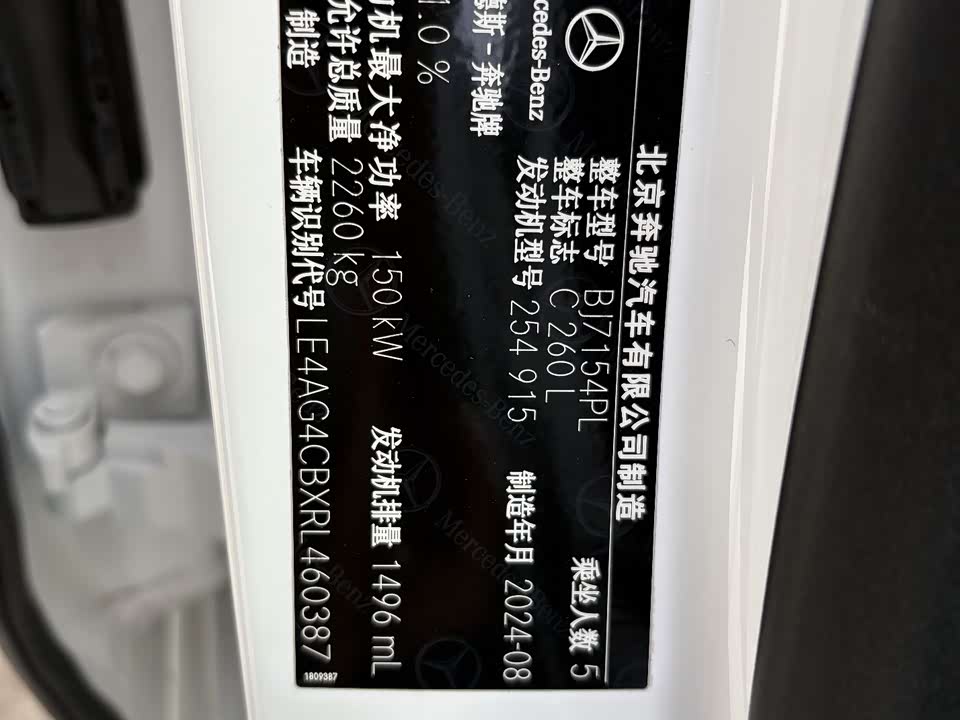 北京奔驰汽车有限公司制造
整车型号 BJ7154PL 乘坐人数 5
整车标志 C 260 L
rcedes-Benz 发动机型号 254 915 制造年月 2024-08
斯-奔驰牌
1.0 %
机最大净功率 150 kW 发动机排量 1496 mL
允许总质量 2260 kg
制造 车辆识别代号 LE4AG4CBXRL460387
1809387